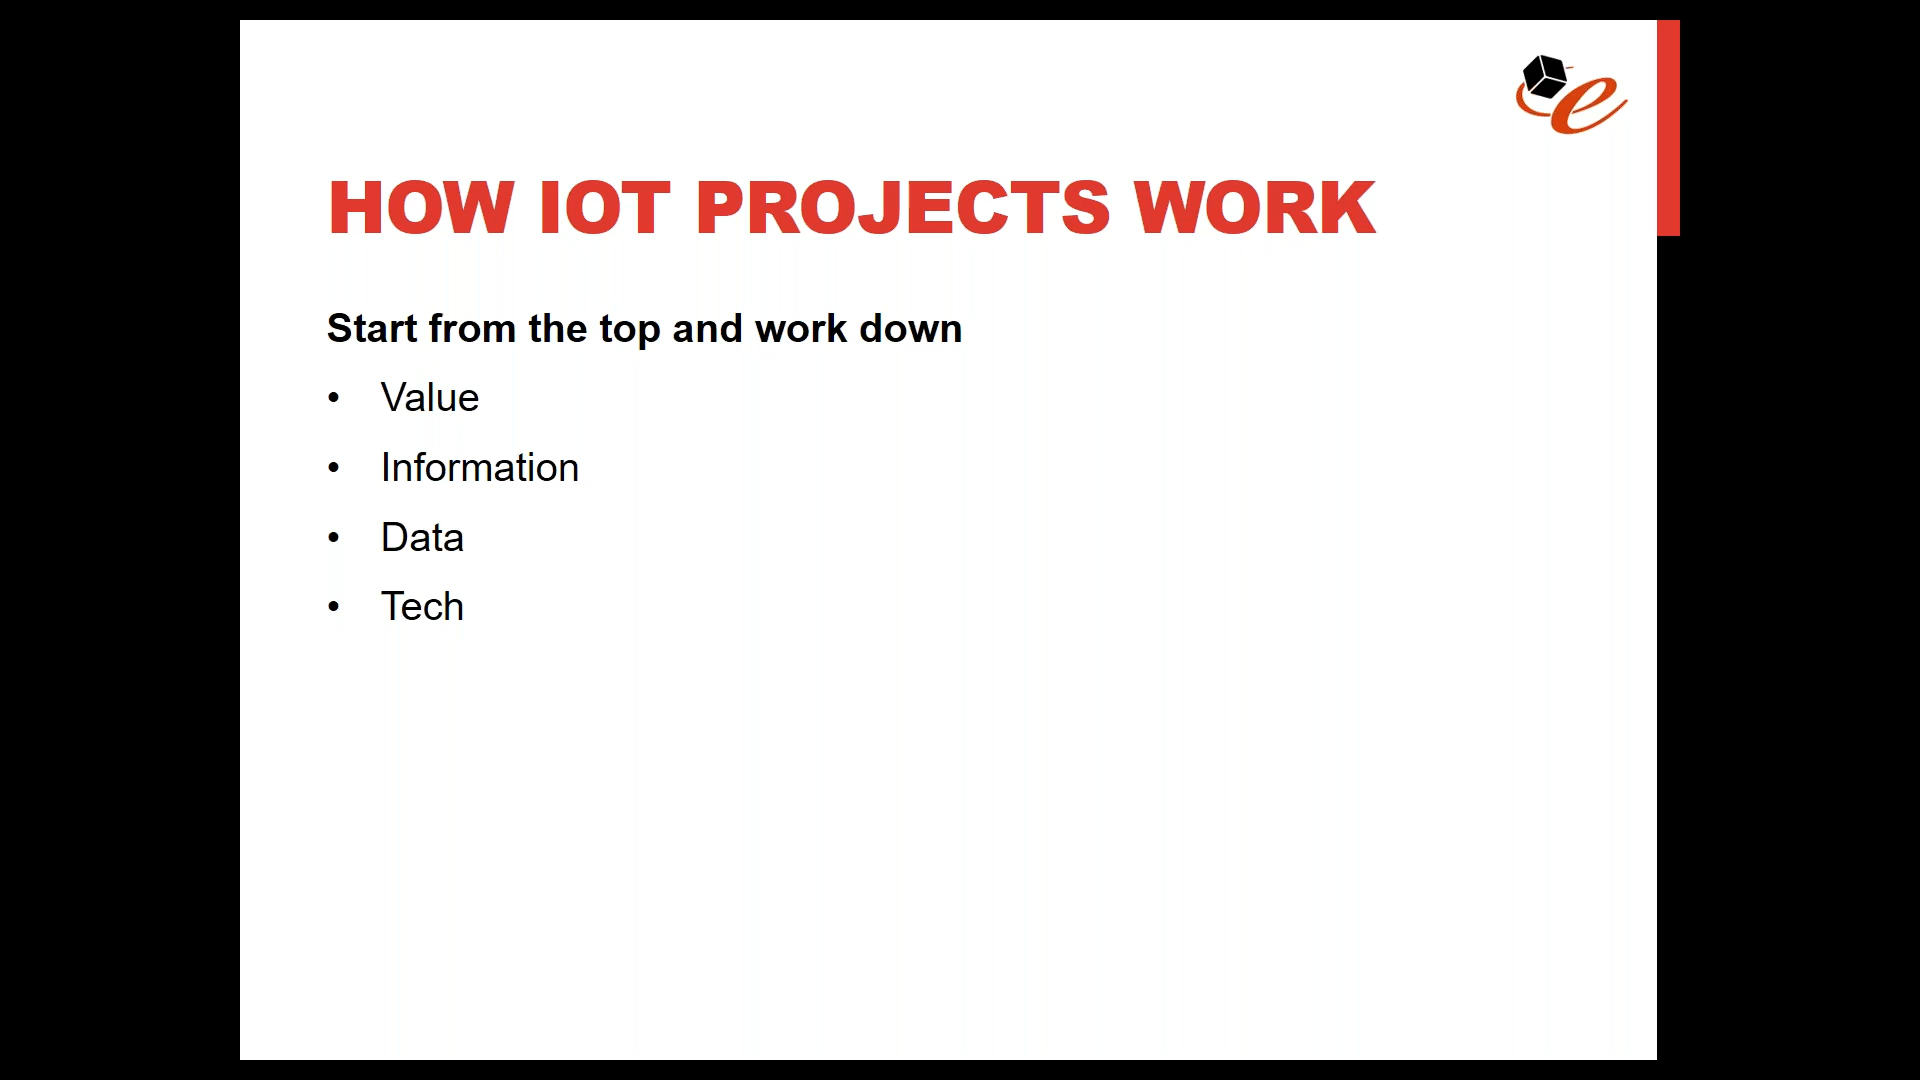 e
HOW IOT PROJECTS WORK
Start from the top and work down
• Value
• Information
• Data
• Tech